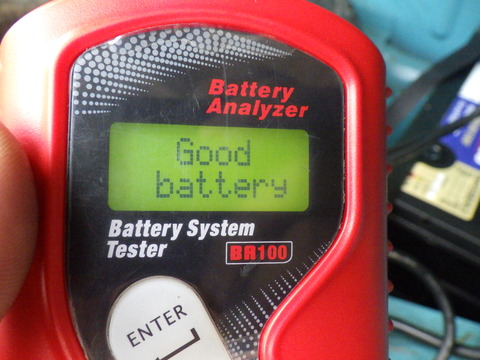 Battery
Analyzer
Good
battery
Battery System
Tester
BA100
ENTER